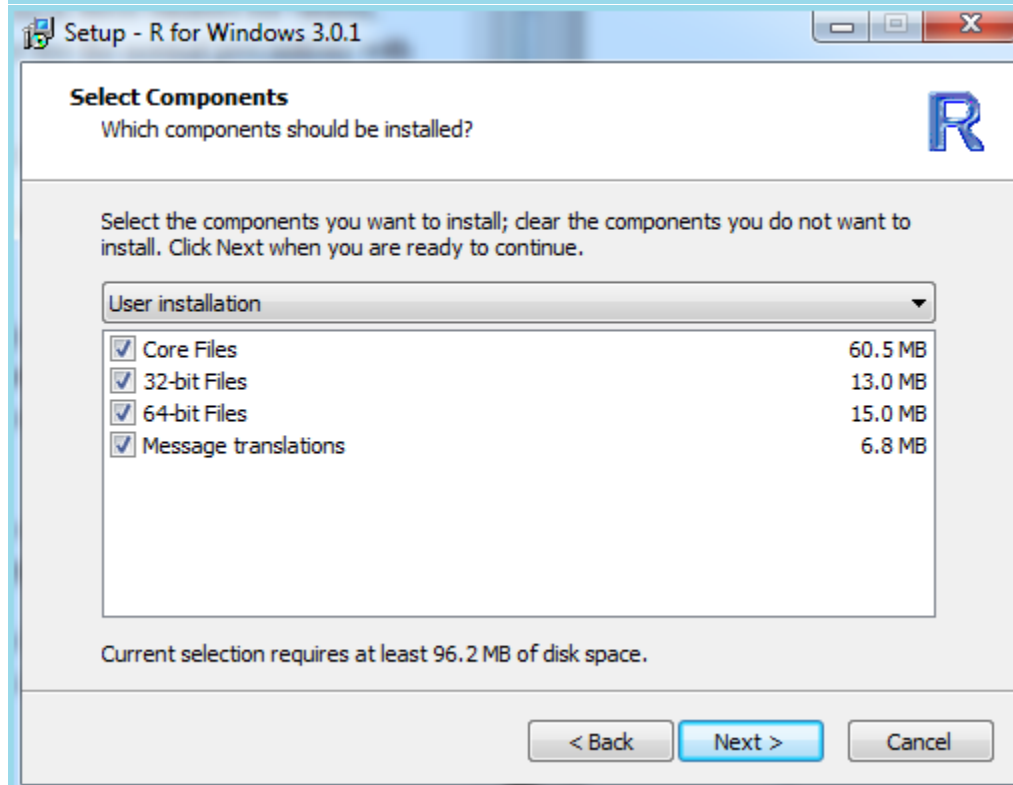 Setup - R for Windows 3.0.1
Select Components
Which components should be installed?
R
Select the components you want to install; clear the components you do not want to
install. Click Next when you are ready to continue.
User installation
Core Files 60.5 MB
32-bit Files 13.0 MB
64-bit Files 15.0 MB
Message translations 6.8 MB
Current selection requires at least 96.2 MB of disk space.
< Back Next > Cancel